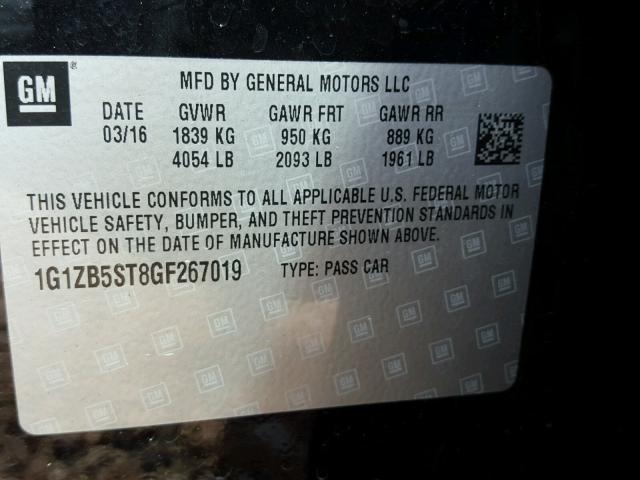 GM ® MFD BY GENERAL MOTORS LLC
DATE GVWR GAWR FRT GAWR RR
03/16 1839 KG 950 KG 889 KG
4054 LB 2093 LB 1961 LB
THIS VEHICLE CONFORMS TO ALL APPLICABLE U.S. FEDERAL MOTOR
VEHICLE SAFETY, BUMPER, AND THEFT PREVENTION STANDARDS IN
EFFECT ON THE DATE OF MANUFACTURE SHOWN ABOVE.
1G1ZB5ST8GF267019 TYPE: PASS CAR